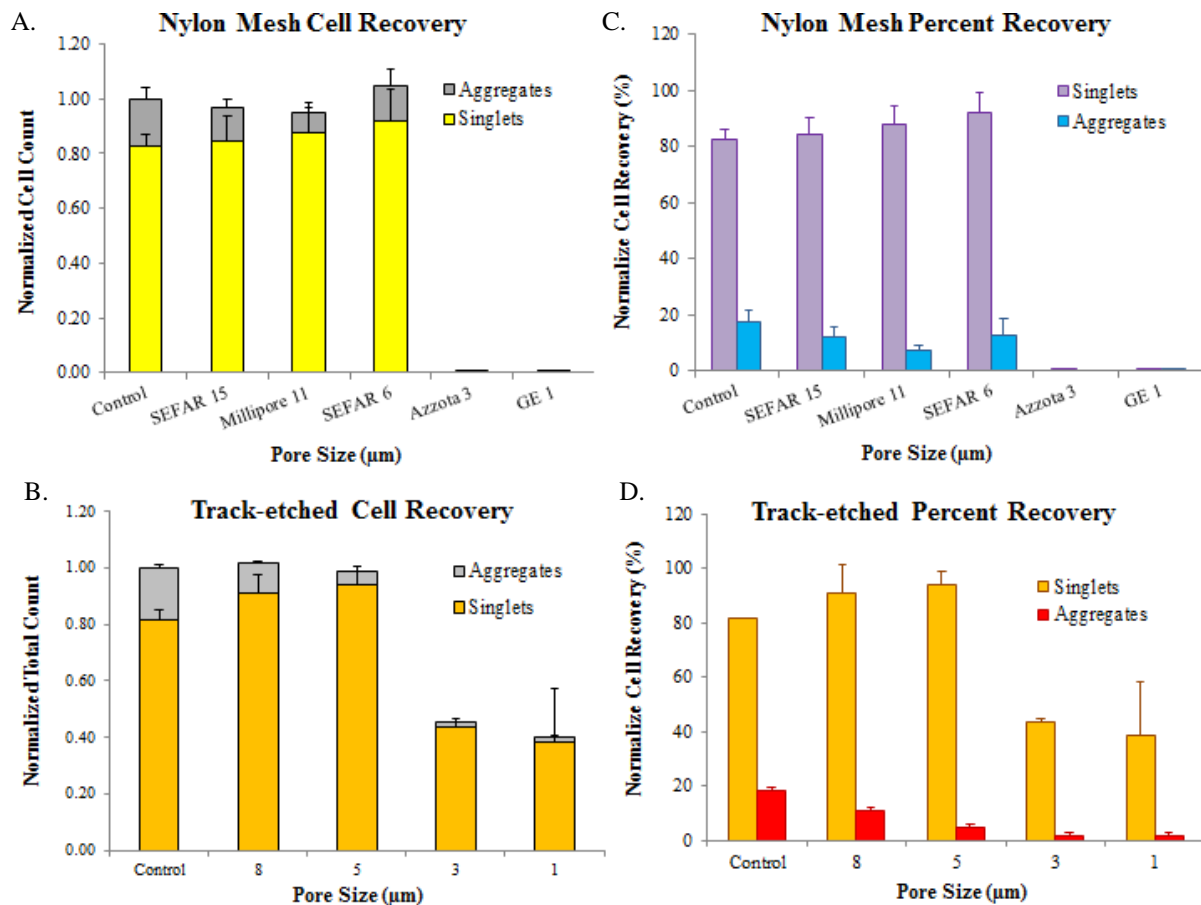 A.
Nylon Mesh Cell Recovery
1.20
1.00
0.80
0.60
0.40
0.20
0.00
Normalized Cell Count
Aggregates
Singlets
Control
SEFAR 15
Millipore 11
SEFAR 6
Azzota 3
GE 1
Pore Size (µm)
C.
Nylon Mesh Percent Recovery
120
100
80
60
40
20
0
Normalize Cell Recovery (%)
Singlets
Aggregates
Control
SEFAR 15
Millipore 11
SEFAR 6
Azzota 3
GE 1
Pore Size (µm)
B.
Track-etched Cell Recovery
1.20
1.00
0.80
0.60
0.40
0.20
0.00
Normalized Total Count
Aggregates
Singlets
Control
8
5
3
1
Pore Size (µm)
D.
Track-etched Percent Recovery
120
100
80
60
40
20
0
Normalize Cell Recovery (%)
Singlets
Aggregates
Control
8
5
3
1
Pore Size (µm)